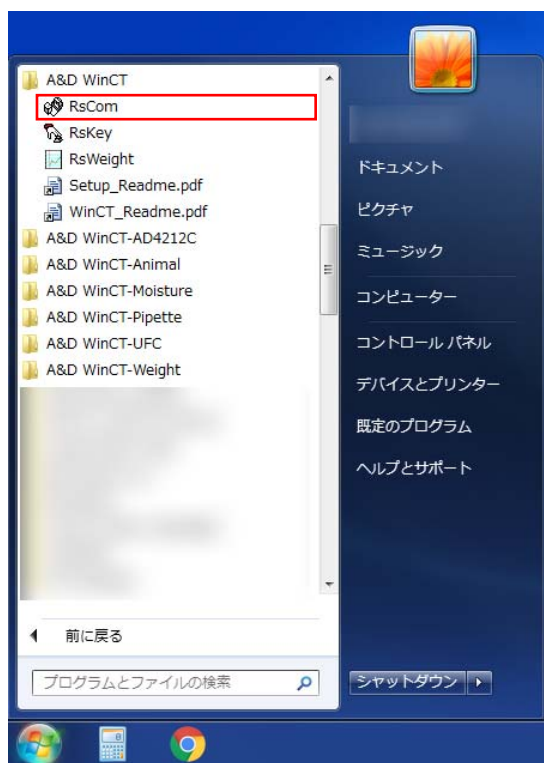 A&D WinCT
RsCom
RsKey
RsWeight
Setup_Readme.pdf
WinCT_Readme.pdf
A&D WinCT-AD4212C
A&D WinCT-Animal
A&D WinCT-Moisture
A&D WinCT-Pipette
A&D WinCT-UFC
A&D WinCT-Weight
前に戻る
プログラムとファイルの検索
ドキュメント
ピクチャ
ミュージック
コンピューター
コントロール パネル
デバイスとプリンター
既定のプログラム
ヘルプとサポート
シャットダウン